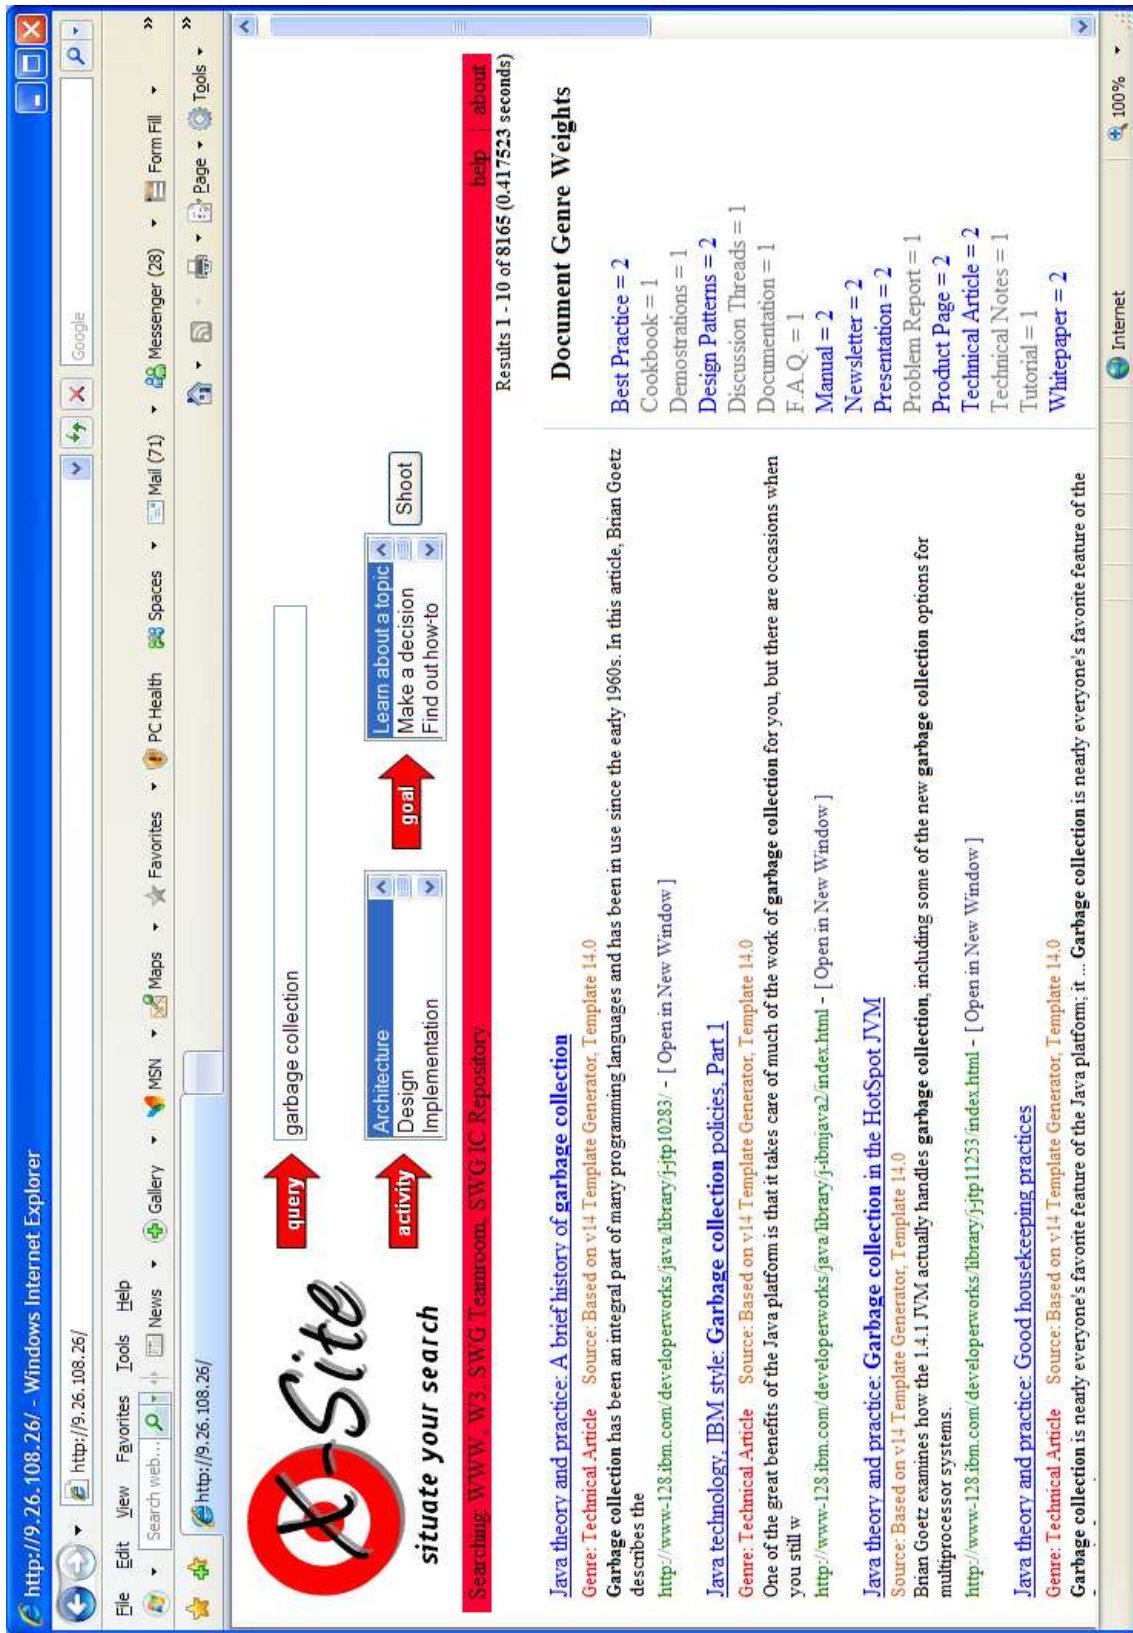 http://9.26.108.26/ - Windows Internet Explorer
http://9.26.108.26/
Google
File Edit View Favorites Tools Help
Search web... News Gallery MSN Maps Favorites PC Health Spaces Mail (71) Messenger (28) Form Fill »
http://9.26.108.26/ Page Tools »
X-Site
situate your search
query garbage collection
activity
Architecture
Design
Implementation
goal
Learn about a topic
Make a decision
Find out how-to
Shoot
Searching: WWW, W3, SWG Teamroom, SWG IC Repository help | about
Results 1 - 10 of 8165 (0.417523 seconds)
Java theory and practice: A brief history of garbage collection
Genre: Technical Article Source: Based on v14 Template Generator, Template 14.0
Garbage collection has been an integral part of many programming languages and has been in use since the early 1960s. In this article, Brian Goetz
describes the
http://www-128.ibm.com/developerworks/java/library/j-jtp10283/ - [ Open in New Window ]
Java technology, IBM style: Garbage collection policies, Part 1
Genre: Technical Article Source: Based on v14 Template Generator, Template 14.0
One of the great benefits of the Java platform is that it takes care of much of the work of garbage collection for you, but there are occasions when
you still w
http://www-128.ibm.com/developerworks/java/library/j-ibmjava2/index.html - [ Open in New Window ]
Java theory and practice: Garbage collection in the HotSpot JVM
Source: Based on v14 Template Generator, Template 14.0
Brian Goetz examines how the 1.4.1 JVM actually handles garbage collection, including some of the new garbage collection options for
multiprocessor systems.
http://www-128.ibm.com/developerworks/library/j-jtp11253/index.html - [ Open in New Window ]
Java theory and practice: Good housekeeping practices
Genre: Technical Article Source: Based on v14 Template Generator, Template 14.0
Garbage collection is nearly everyone's favorite feature of the Java platform; it ... Garbage collection is nearly everyone's favorite feature of the
Document Genre Weights
Best Practice = 2
Cookbook = 1
Demostrations = 1
Design Patterns = 2
Discussion Threads = 1
Documentation = 1
F.A.Q. = 1
Manual = 2
Newsletter = 2
Presentation = 2
Problem Report = 1
Product Page = 2
Technical Article = 2
Technical Notes = 1
Tutorial = 1
Whitepaper = 2
Internet 100%